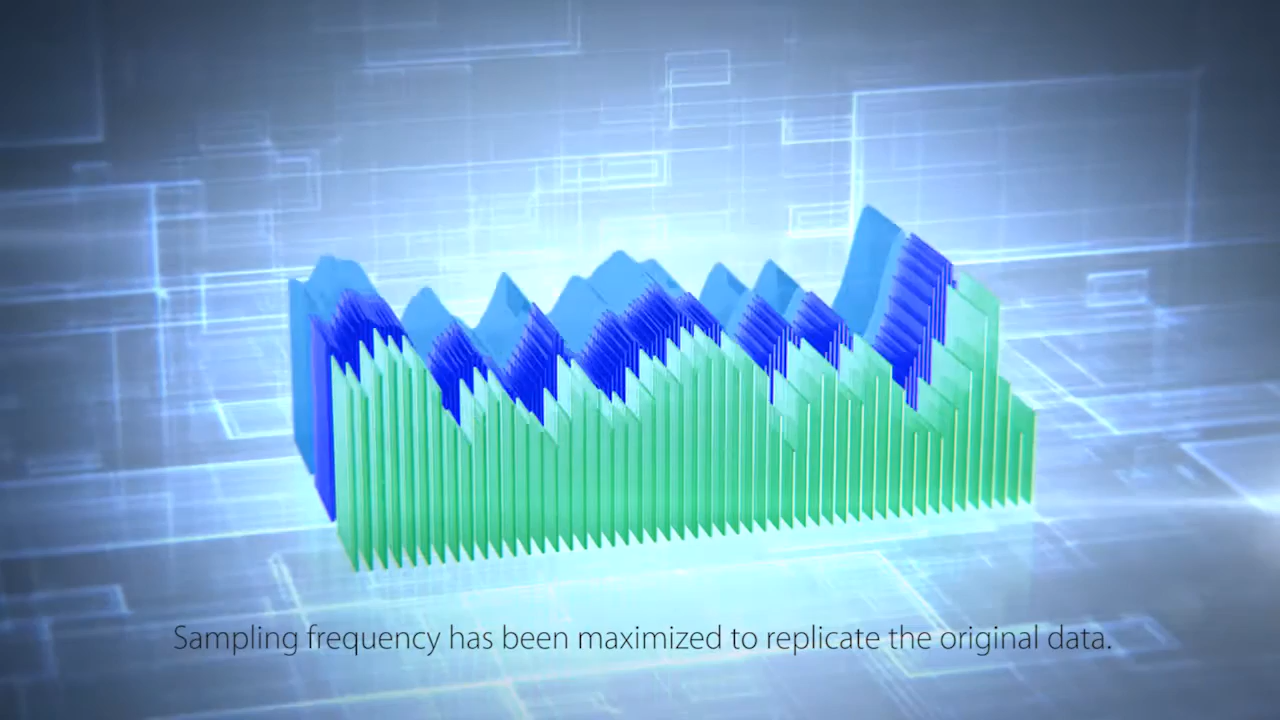 Sampling frequency has been maximized to replicate the original data.